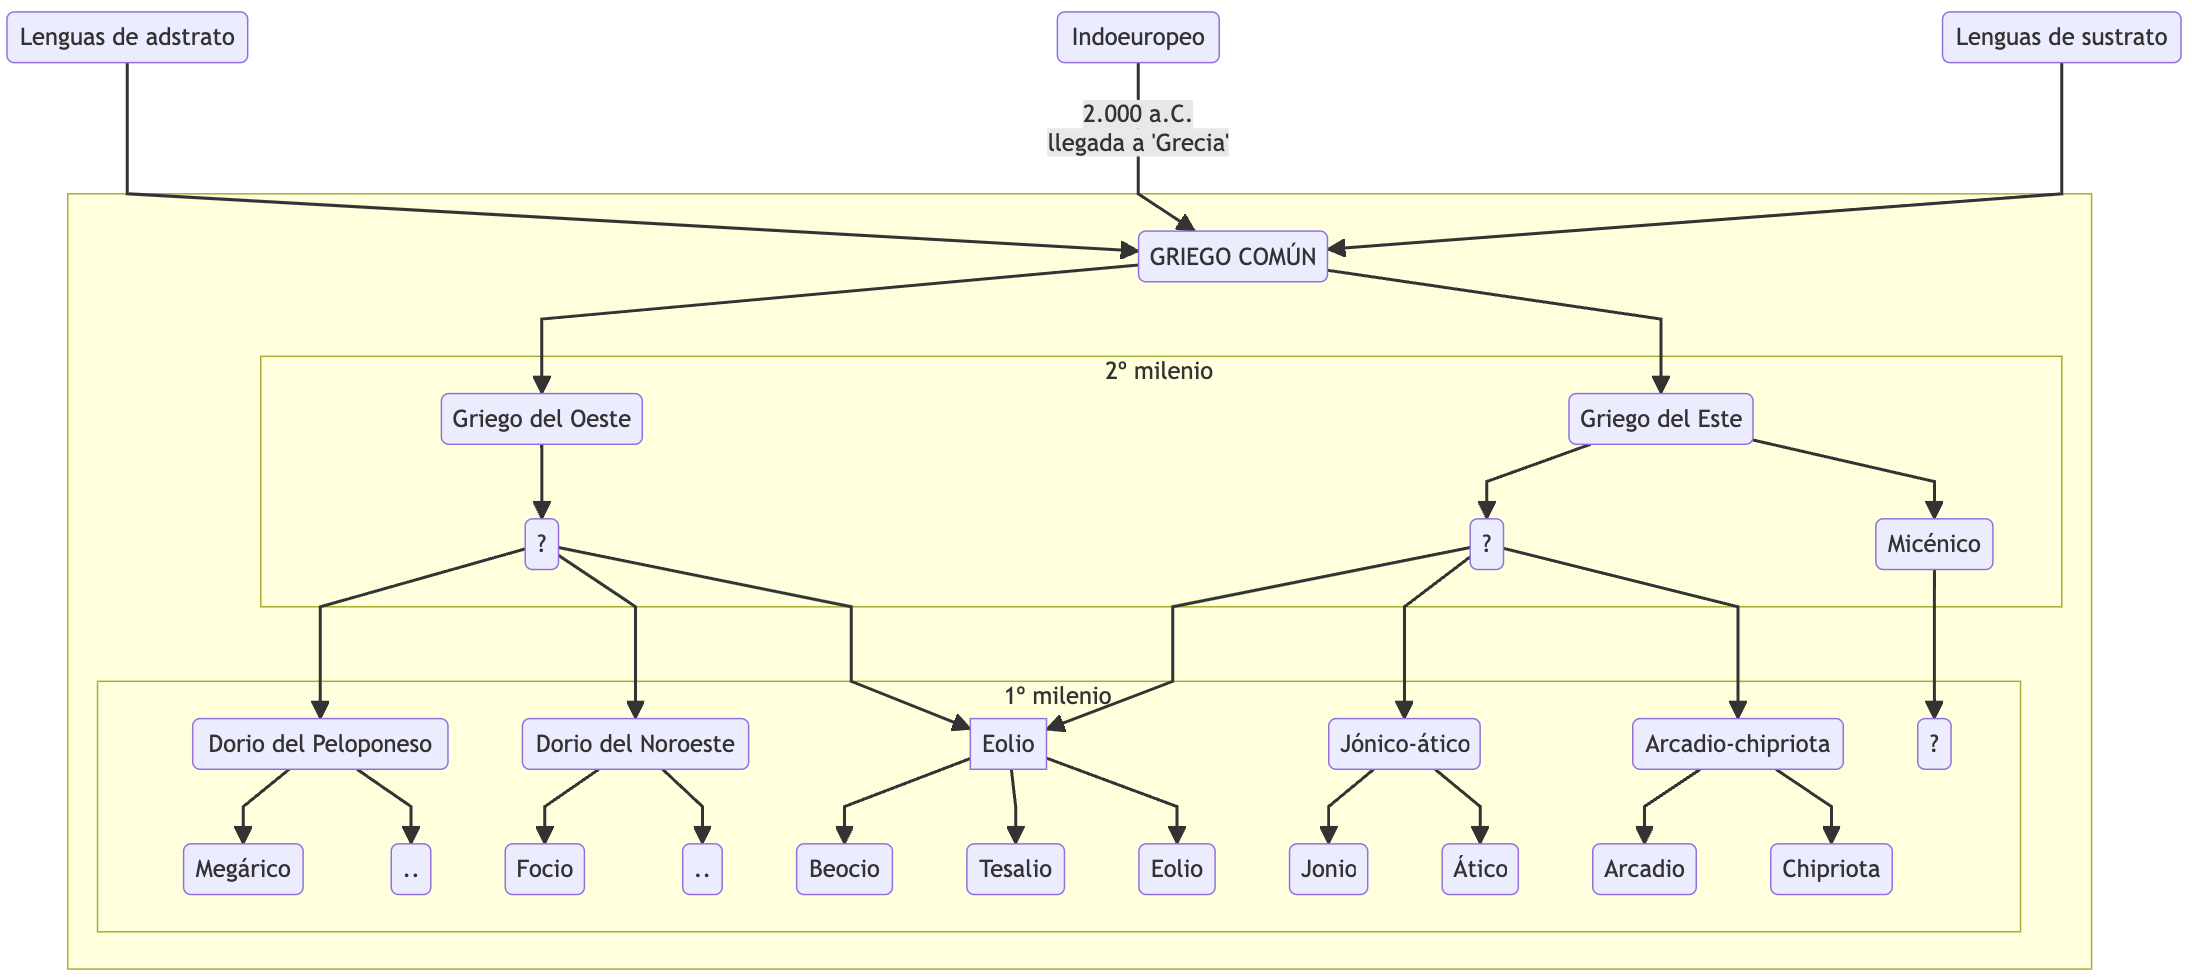 Lenguas de adstrato
Indoeuropeo
Lenguas de sustrato
2.000 a.C.
llegada a 'Grecia'
GRIEGO COMÚN
2º milenio
Griego del Oeste
Griego del Este
?
?
Micénico
1º milenio
Dorio del Peloponeso
Dorio del Noroeste
Eolio
Jónico-ático
Arcadio-chipriota
?
Megárico
..
Focio
..
Beocio
Tesalio
Eolio
Jonio
Ático
Arcadio
Chipriota